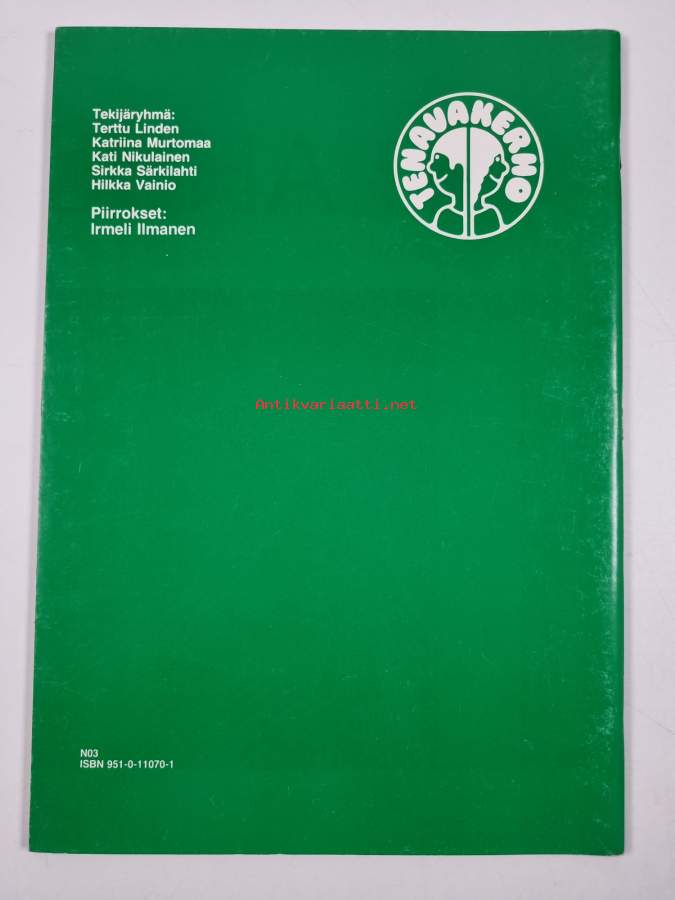 Tekijäryhmä:
Terttu Linden
Katriina Murtomaa
Kati Nikulainen
Sirkka Särkilahti
Hilkka Vainio
Piirrokset:
Irmeli Ilmanen
TENAVAKERHO
Antikvariaatti.net
N03
ISBN 951-0-11070-1